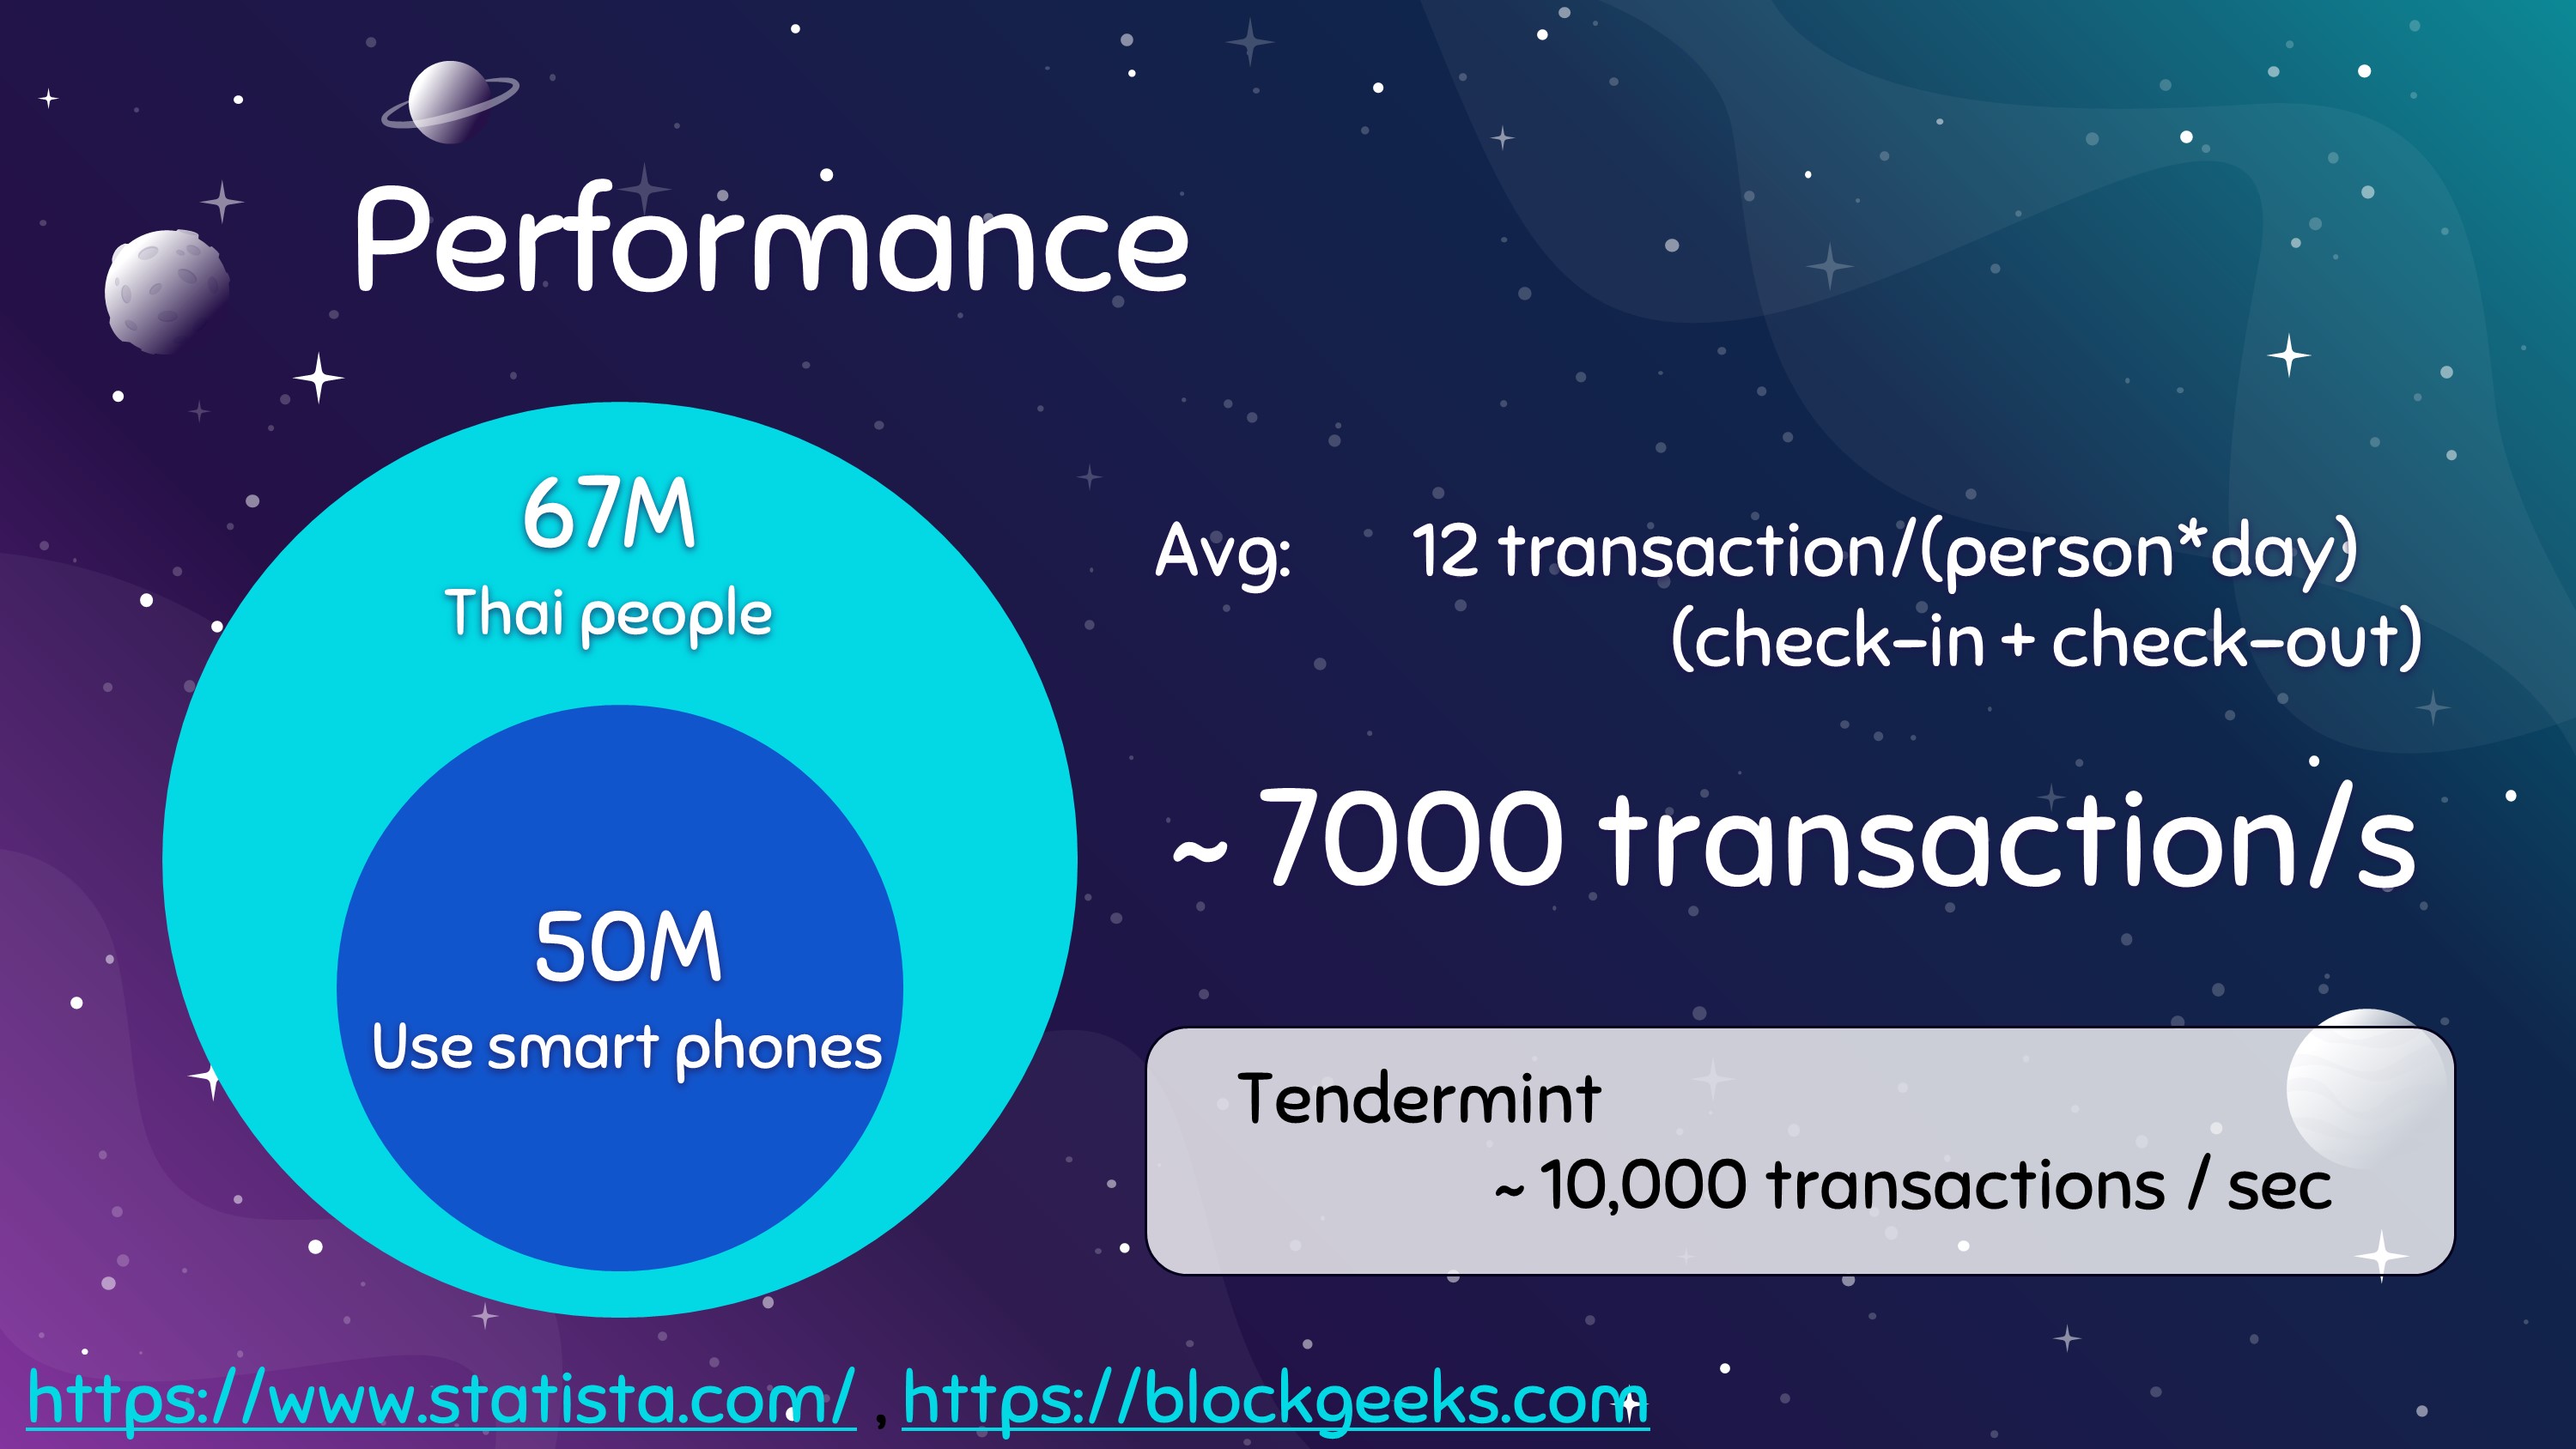 Performance
67M
Thai people
50M
Use smart phones
Avg: 12 transaction/(person*day)
(check-in + check-out)
~ 7000 transaction/s
Tendermint
~ 10,000 transactions / sec
https://www.statista.com/ , https://blockgeeks.com